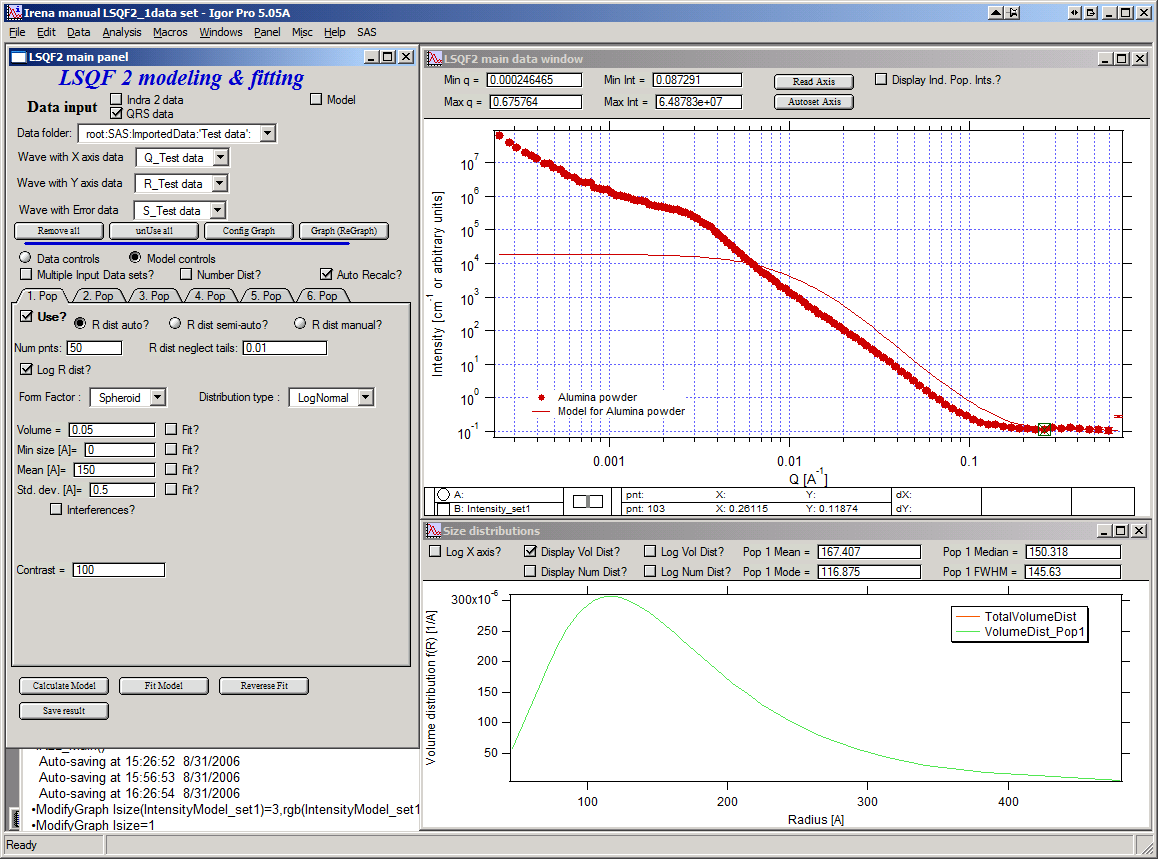 Irena manual LSQF2_1data set - Igor Pro 5.05A
File Edit Data Analysis Macros Windows Panel Misc Help SAS
LSQF2 main panel
LSQF 2 modeling & fitting
Data input
Indra 2 data
Model
QRS data
Data folder: root:SAS:ImportedData:'Test data':
Wave with X axis data Q_Test data
Wave with Y axis data R_Test data
Wave with Error data S_Test data
Remove all unUse all Config Graph Graph (ReGraph)
Data controls Model controls
Multiple Input Data sets? Number Dist? Auto Recalc?
1. Pop 2. Pop 3. Pop 4. Pop 5. Pop 6. Pop
Use? R dist auto? R dist semi-auto? R dist manual?
Num pnts: 50 R dist neglect tails: 0.01
Log R dist?
Form Factor : Spheroid Distribution type : LogNormal
Volume = 0.05 Fit?
Min size [A]= 0 Fit?
Mean [A]= 150 Fit?
Std. dev. [A]= 0.5 Fit?
Interferences?
Contrast = 100
Calculate Model Fit Model Reverese Fit
Save result
Auto-saving at 15:26:52 8/31/2006
Auto-saving at 15:56:53 8/31/2006
Auto-saving at 16:26:54 8/31/2006
•ModifyGraph lsize(IntensityModel_set1)=3,rgb(IntensityModel_set1
•ModifyGraph lsize=1
Ready
LSQF2 main data window
Min q = 0.000246465 Min Int = 0.087291 Read Axis Display Ind. Pop. Ints.?
Max q = 0.675764 Max Int = 6.48783e+07 Autoset Axis
Intensity [cm-1 or arbitrary units]
10^7
10^6
10^5
10^4
10^3
10^2
10^1
10^0
10^-1
Alumina powder
Model for Alumina powder
0.001 0.01 0.1
Q [A-1]
A: pnt: X: Y: dX:
B: Intensity_set1 pnt: 103 X: 0.26115 Y: 0.11874 dY:
Size distributions
Log X axis? Display Vol Dist? Log Vol Dist? Pop 1 Mean = 167.407 Pop 1 Median = 150.318
Display Num Dist? Log Num Dist? Pop 1 Mode = 116.875 Pop 1 FWHM = 145.63
Volume distribution f(R) [1/A]
300x10^-6
250
200
150
100
50
TotalVolumeDist
VolumeDist_Pop1
100 200 300 400
Radius [A]